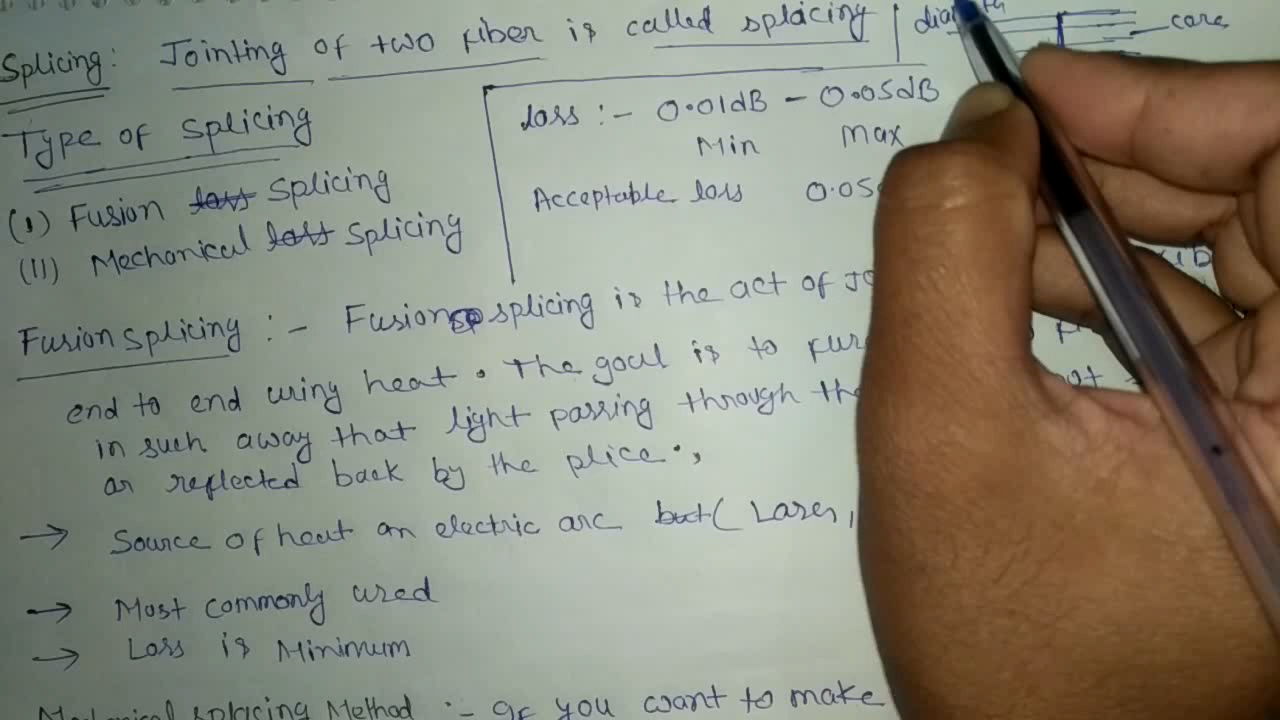 Splicing: Jointing of two fiber is called splacing
core
Type of splicing
loss :- 0.01dB - 0.05dB
Min max
Acceptable loss 0.05
(I) Fusion loss Splicing
(II) Mechanical loss Splicing
Fusion splicing :- Fusion sp splicing is the act of
end to end using heat. The goal is to
in such away that light passing through the
or reflected back by the plice.,
→ Source of heat an electric arc but (Laser,
→ Most commonly used
→ Loss is Minimum
Mechanical splicing Method :- If you want to make